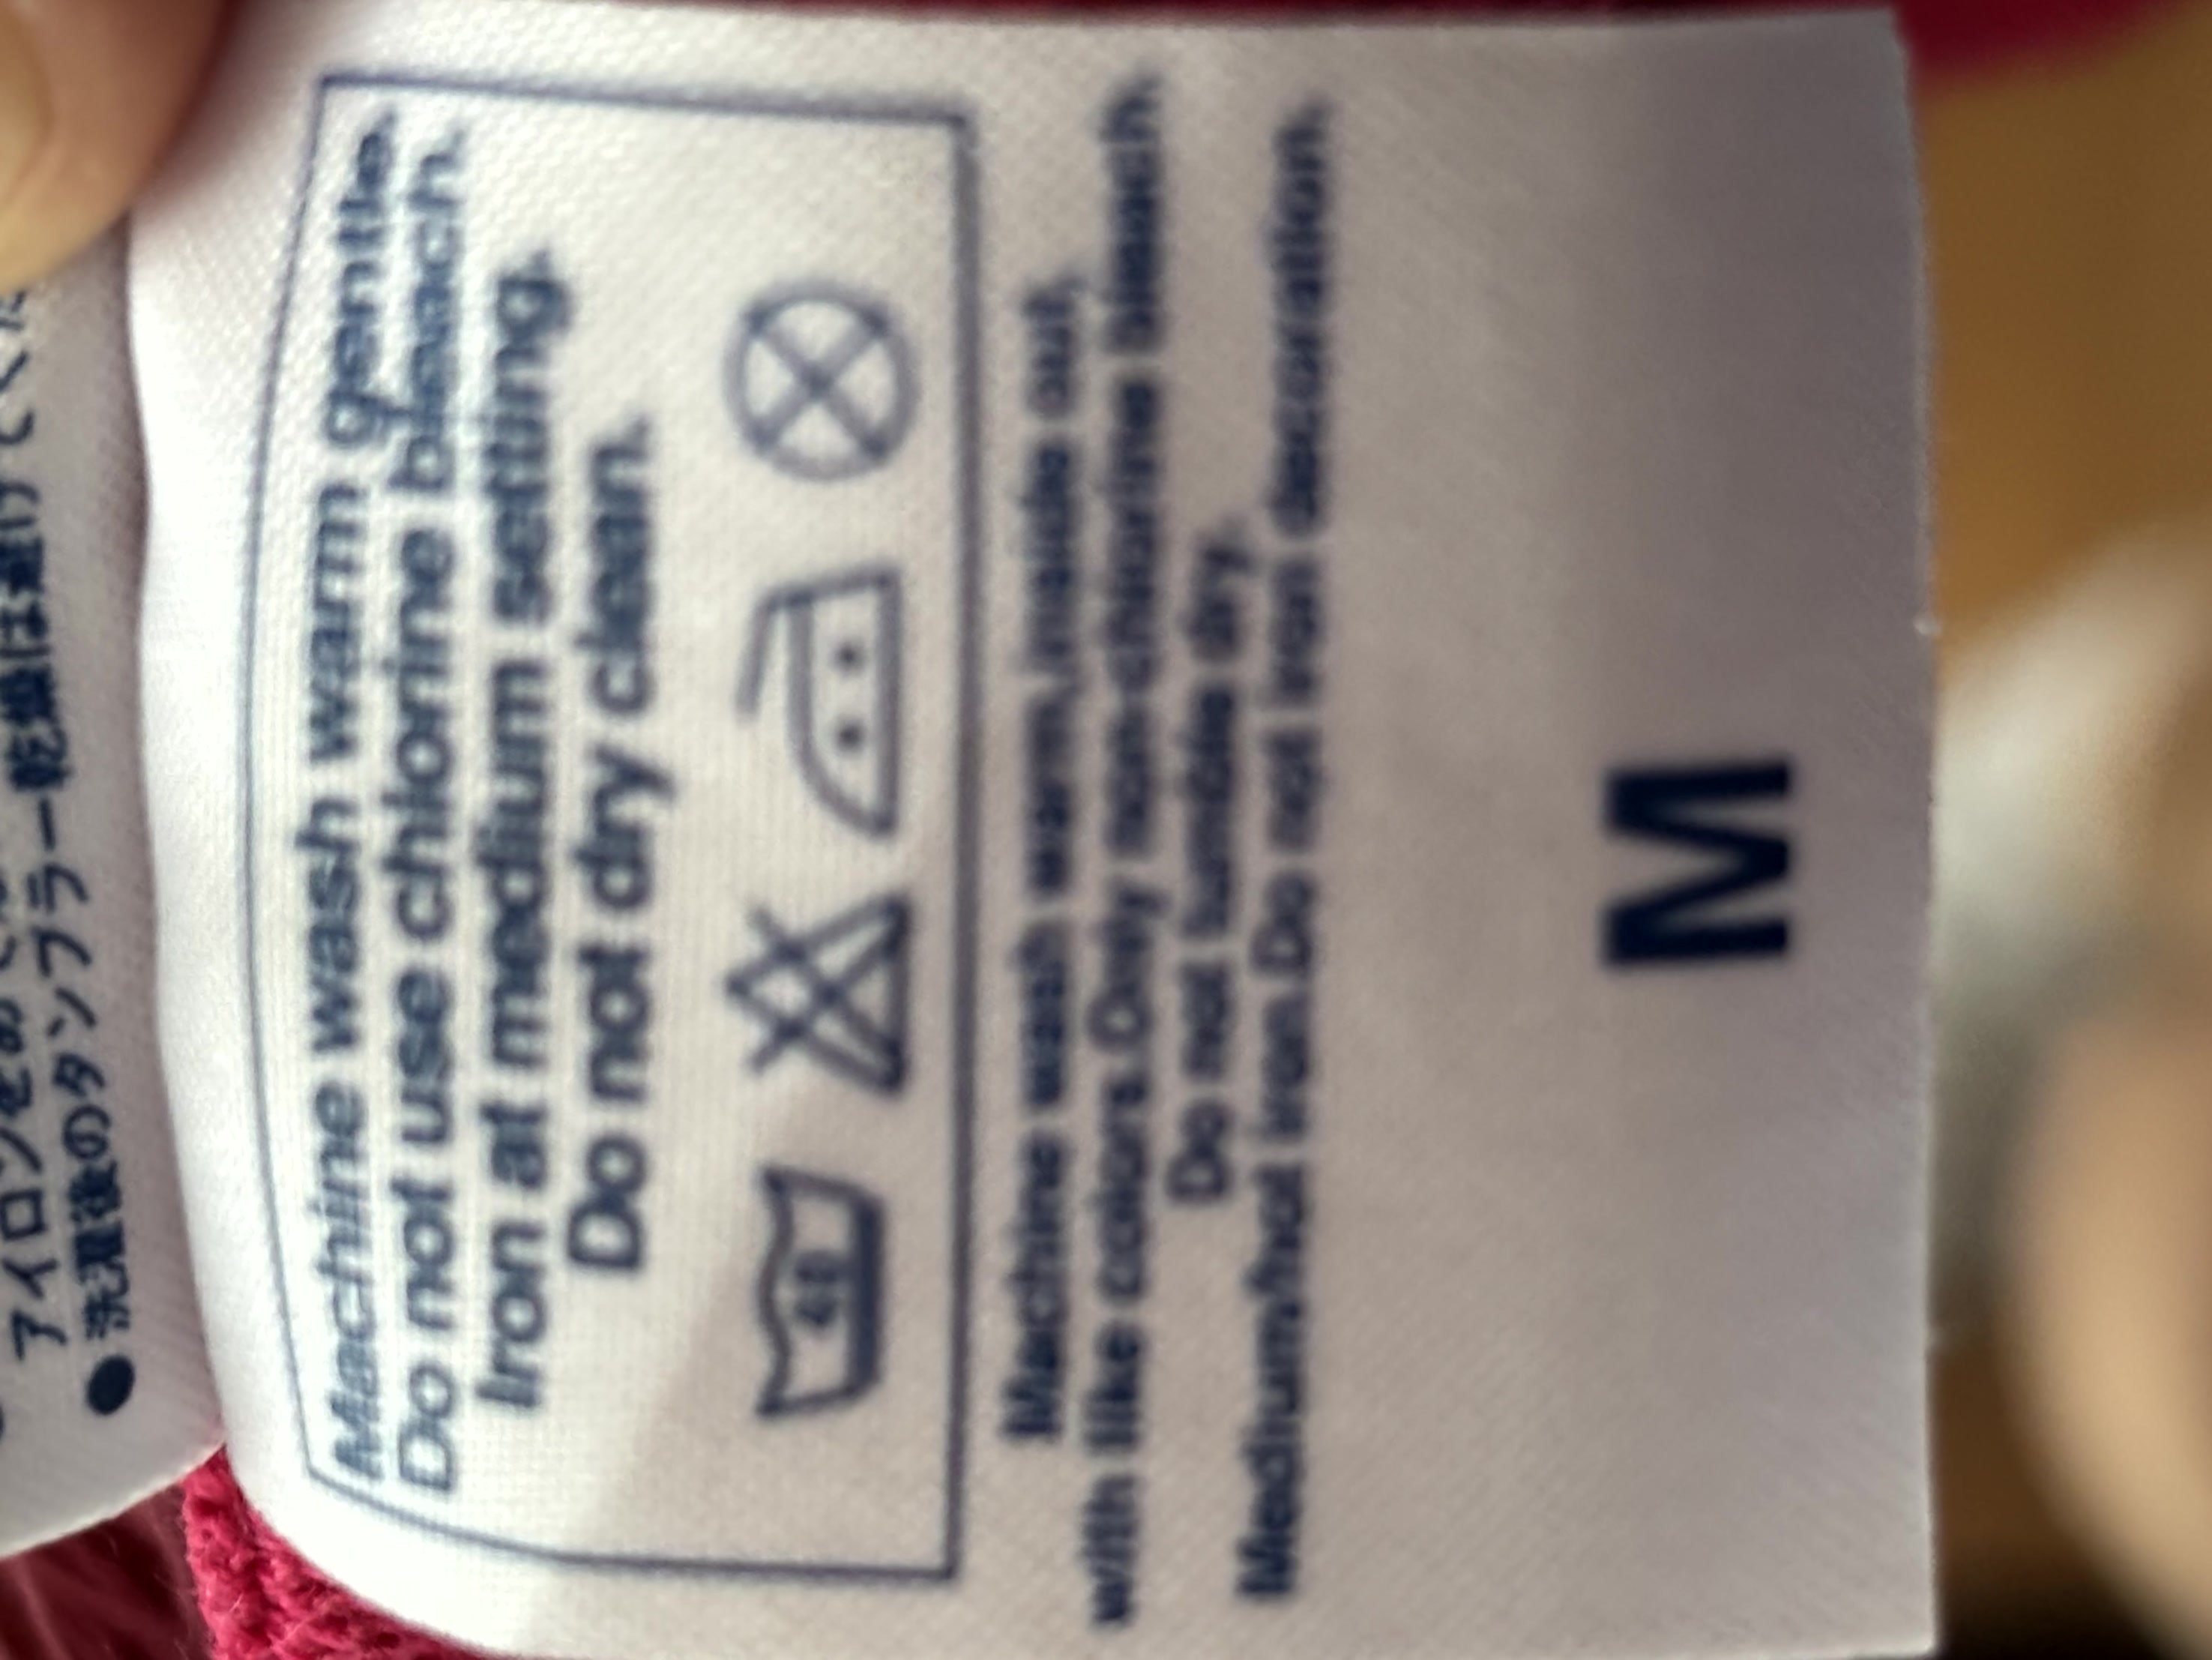 アイロンをあてな
●洗濯後のタンブラー乾燥は避けてくだ
Machine wash warm gentle.
Do not use chlorine bleach.
Iron at medium setting.
Do not dry clean.
40
Machine wash warm,inside out,
with like colors.Only non-chlorine bleach.
Do not tumble dry.
Medium/hot iron.Do not iron decoration.
M